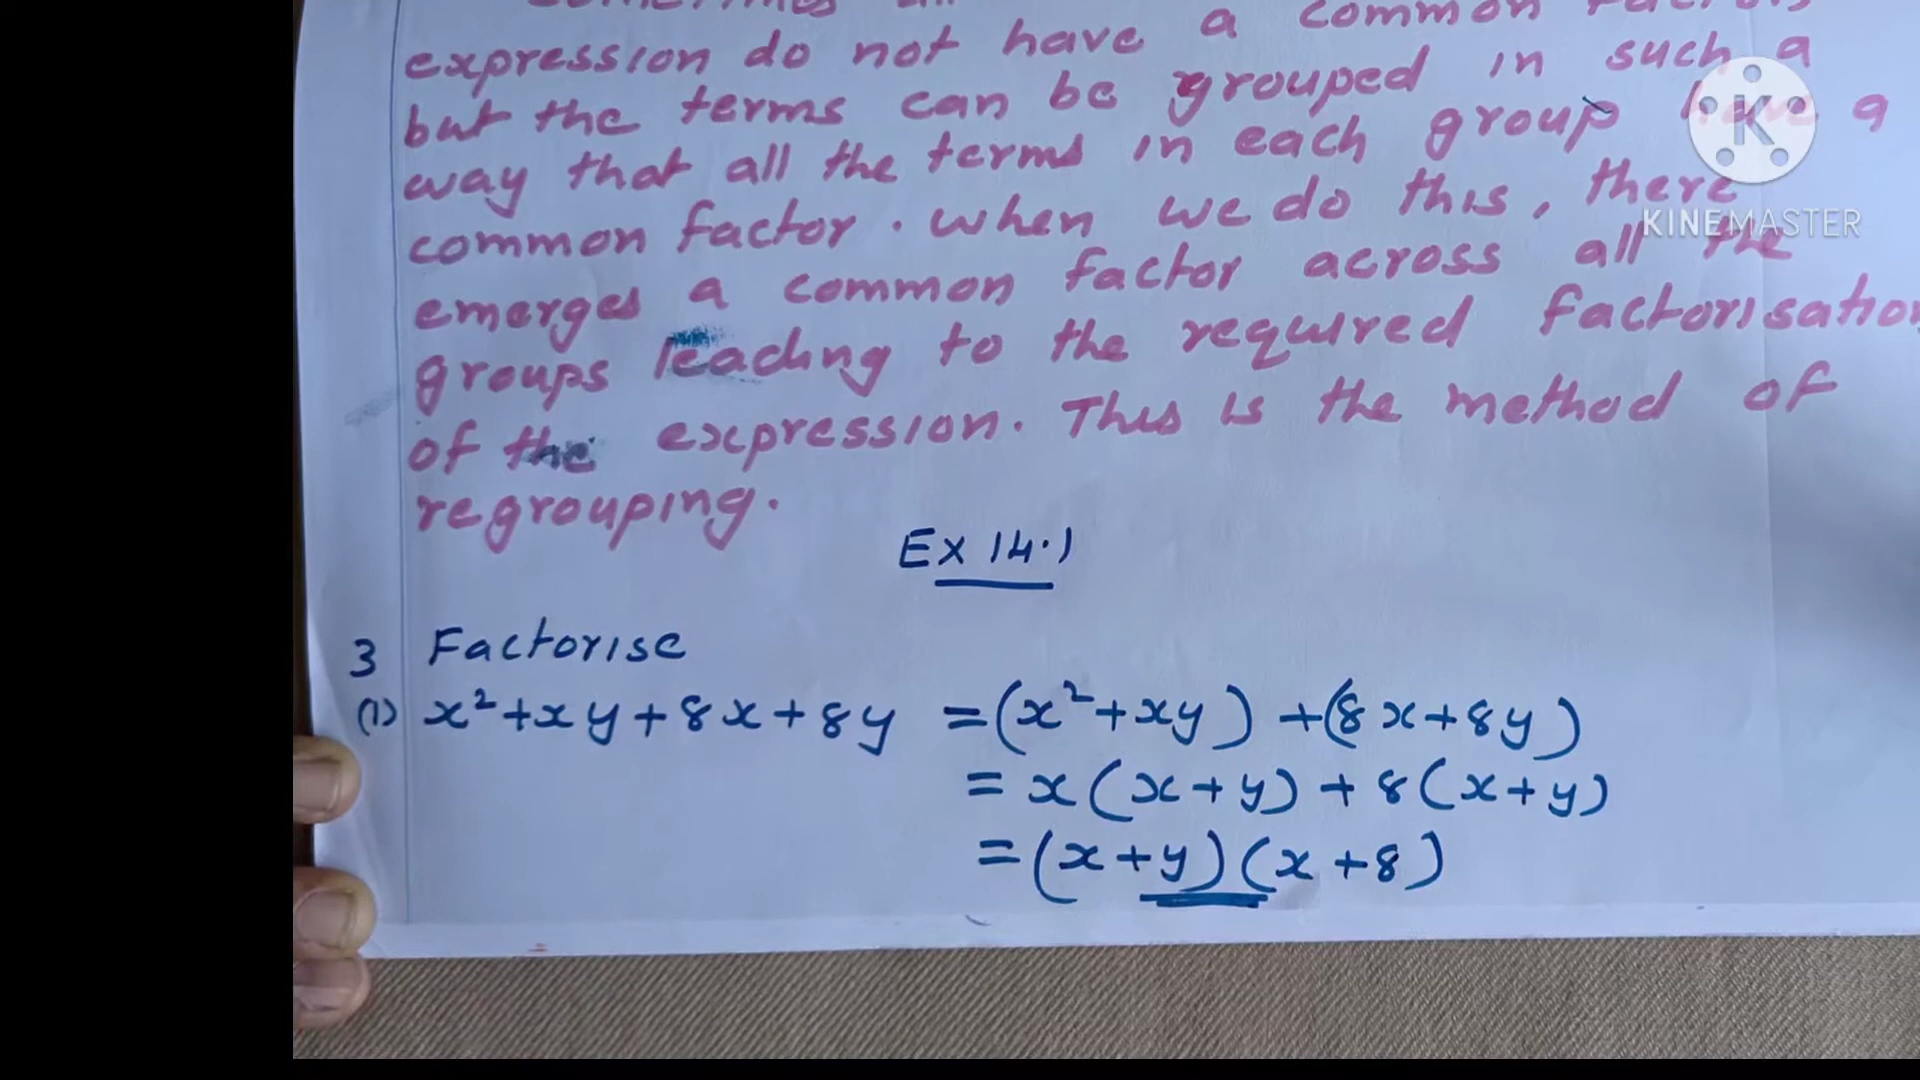 expression do not have a common factors
but the terms can be grouped in such a
way that all the terms in each group have a
common factor. when we do this, there
emerges a common factor across all the
groups leading to the required factorisation
of the expression. This is the method of
regrouping.
Ex 14.1
3 Factorise
(i) x²+xy+8x+8y = (x²+xy) + (8x+8y)
= x(x+y) + 8(x+y)
= (x+y)(x+8)
K
KINEMASTER